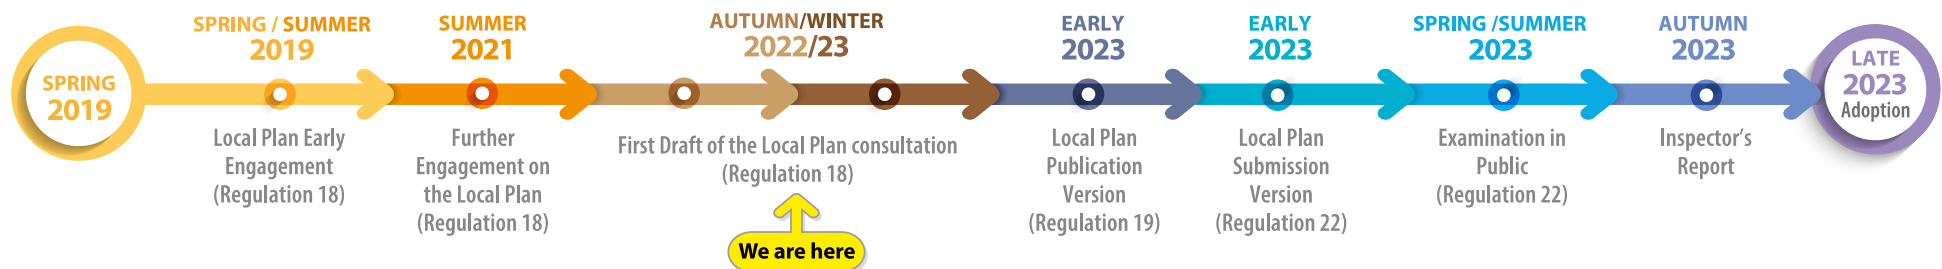 SPRING
2019
SPRING / SUMMER
2019
Local Plan Early
Engagement
(Regulation 18)
SUMMER
2021
Further
Engagement on
the Local Plan
(Regulation 18)
AUTUMN/WINTER
2022/23
First Draft of the Local Plan consultation
(Regulation 18)
We are here
EARLY
2023
Local Plan
Publication
Version
(Regulation 19)
EARLY
2023
Local Plan
Submission
Version
(Regulation 22)
SPRING /SUMMER
2023
Examination in
Public
(Regulation 22)
AUTUMN
2023
Inspector’s
Report
LATE
2023
Adoption